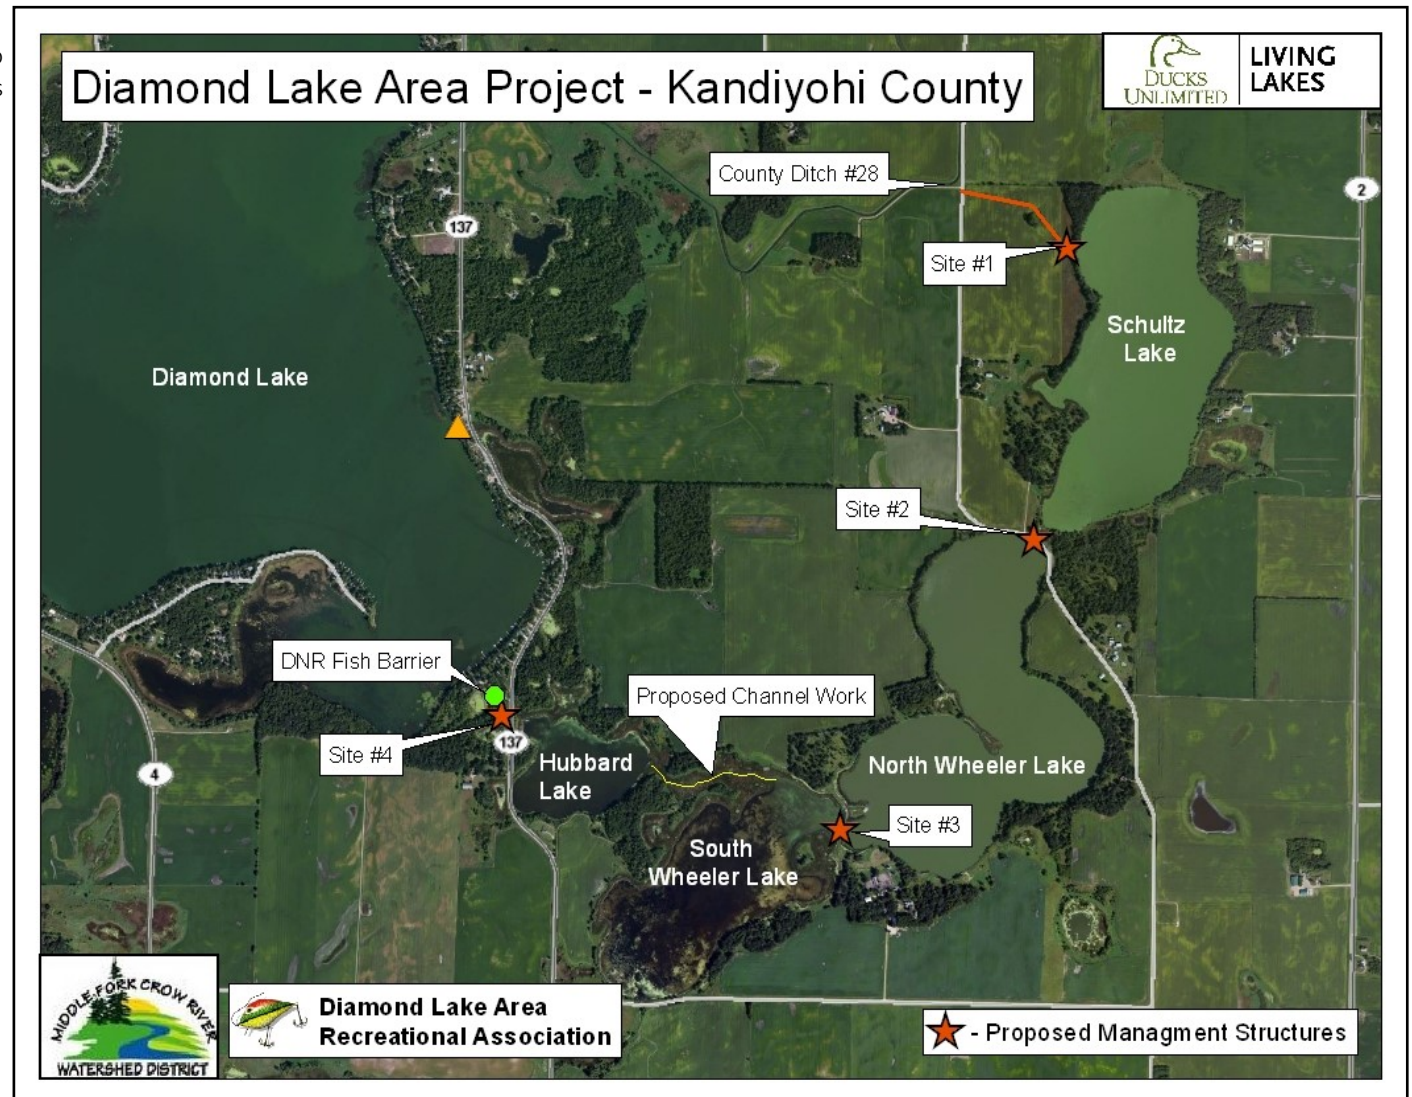 Diamond Lake Area Project - Kandiyohi County
DUCKS
UNLIMITED
LIVING
LAKES
County Ditch #28
2
137
Site #1
Schultz
Lake
Diamond Lake
Site #2
DNR Fish Barrier
Proposed Channel Work
Site #4
137
Hubbard
Lake
North Wheeler Lake
4
Site #3
South
Wheeler Lake
MIDDLE FORK CROW RIVER
WATERSHED DISTRICT
Diamond Lake Area
Recreational Association
- Proposed Managment Structures